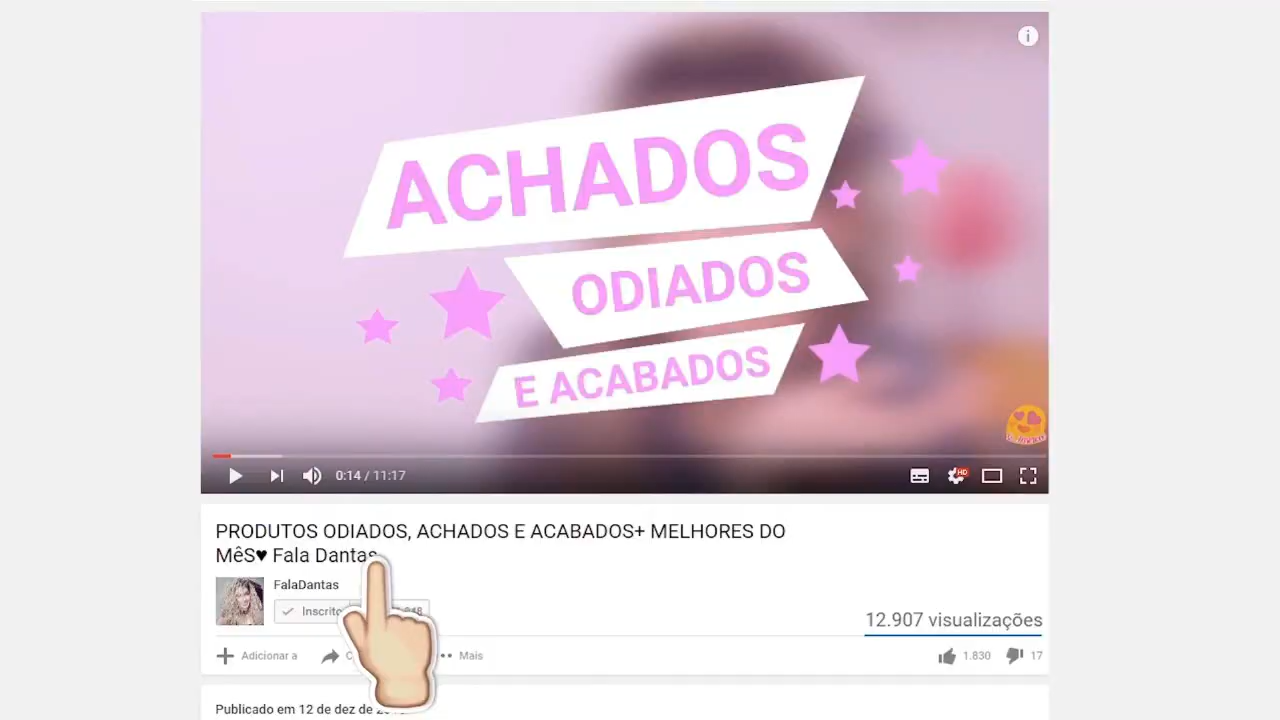 ACHADOS
ODIADOS
E ACABADOS
0:14 / 11:17
HD
PRODUTOS ODIADOS, ACHADOS E ACABADOS+ MELHORES DO
MêS♥ Fala Dantas
FalaDantas
Inscrito
12.907 visualizações
Adicionar a
Mais
1.830
17
Publicado em 12 de dez de